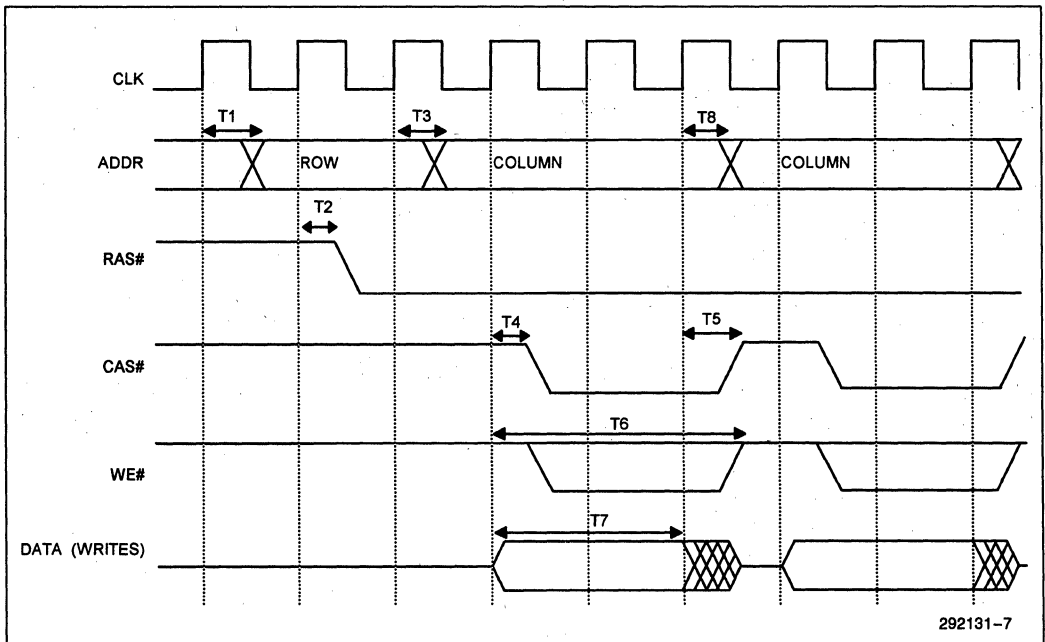 CLK
T1
T3
T8
ADDR
ROW
COLUMN
COLUMN
T2
RAS#
T4
T5
CAS#
T6
WE#
T7
DATA (WRITES)
292131-7